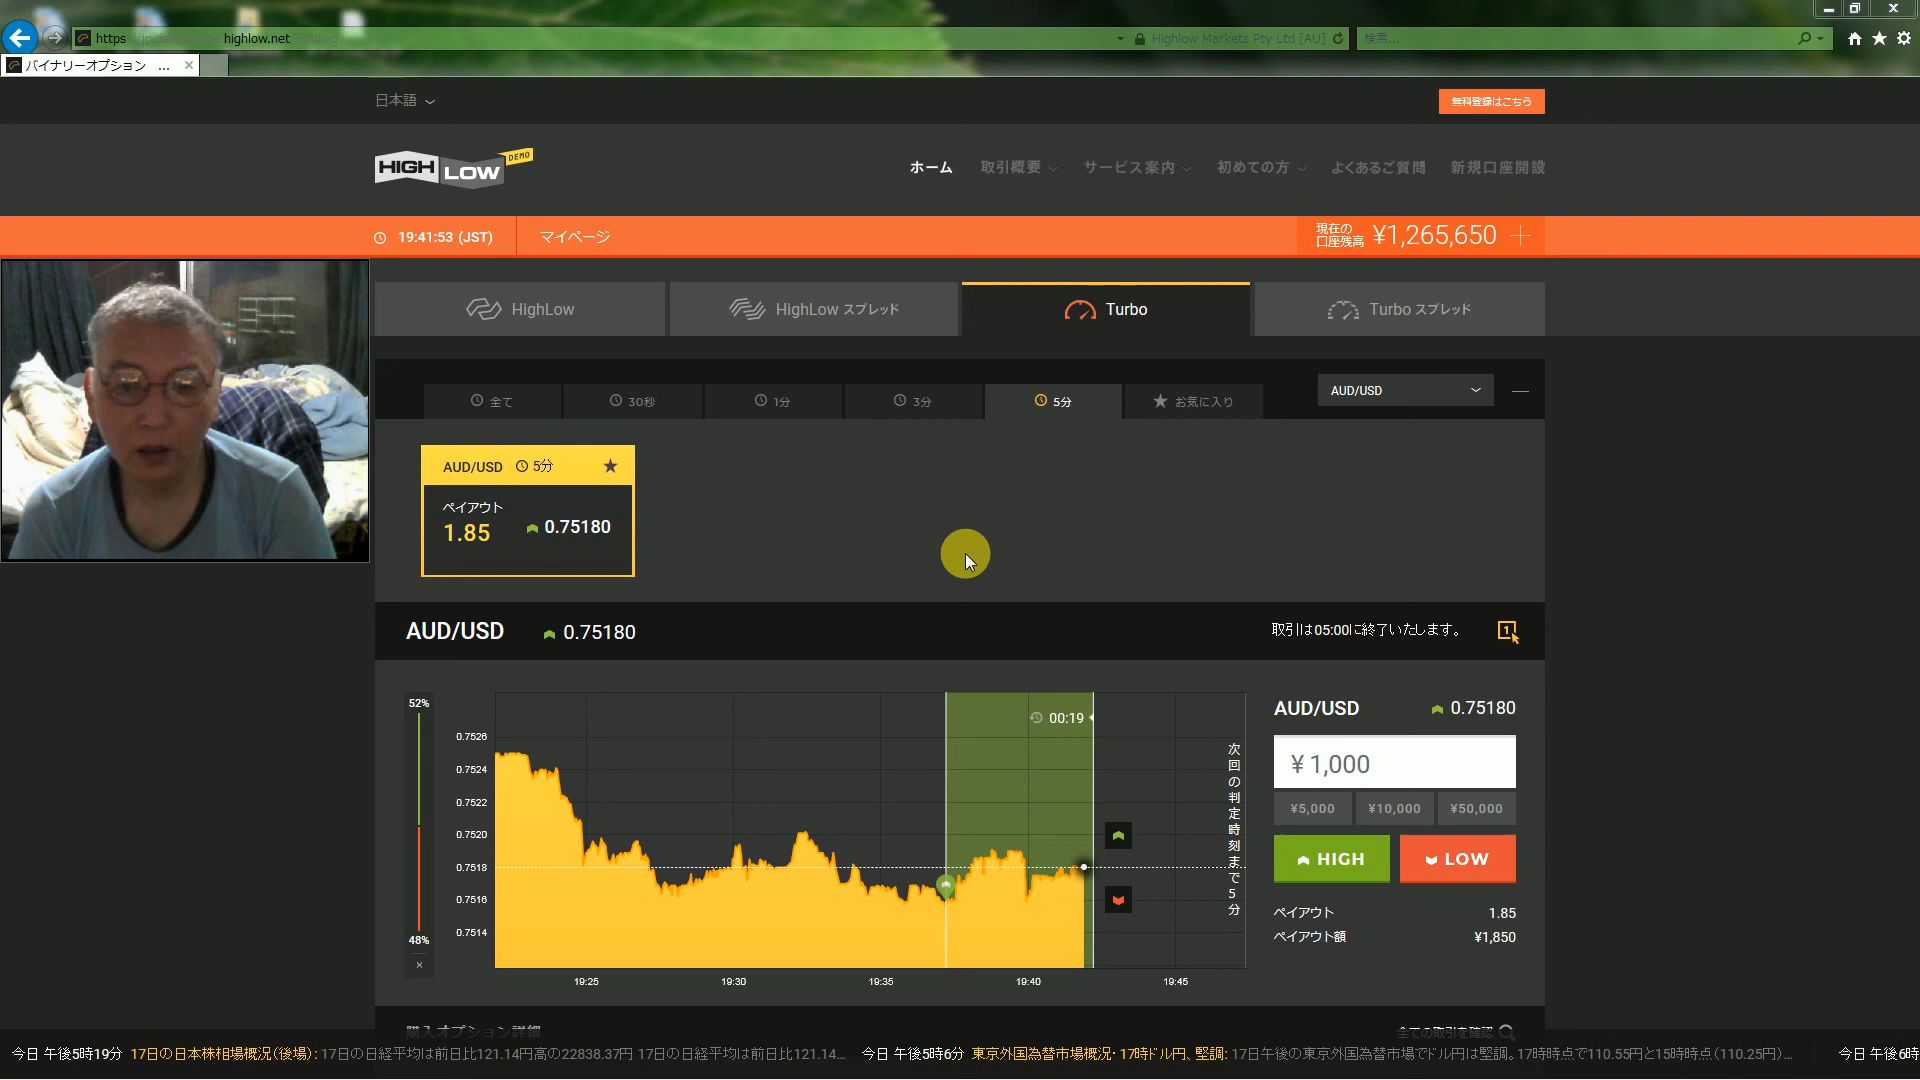 https://
highlow.net
Highlow Markets Pty Ltd [AU]
検索...
バイナリーオプション ...
日本語
無料登録はこちら
HIGH LOW DEMO
ホーム 取引概要 サービス案内 初めての方 よくあるご質問 新規口座開設
19:41:53 (JST) マイページ
現在の
口座残高 ¥1,265,650
HighLow HighLow スプレッド Turbo Turbo スプレッド
全て 30秒 1分 3分 5分 お気に入り AUD/USD
AUD/USD 5分
ペイアウト
1.85 0.75180
AUD/USD 0.75180 取引は05:00に終了いたします。 1
52%
48%
×
0.7526
0.7524
0.7522
0.7520
0.7518
0.7516
0.7514
00:19
次回の判定時刻まで5分
19:25 19:30 19:35 19:40 19:45
AUD/USD 0.75180
¥ 1,000
¥5,000 ¥10,000 ¥50,000
HIGH LOW
ペイアウト 1.85
ペイアウト額 ¥1,850
購入オプション詳細 全ての取引を確認
今日 午後5時19分 17日の日本株相場概況(後場): 17日の日経平均は前日比121.14円高の22838.37円 17日の日経平均は前日比121.14... 今日 午後5時6分 東京外国為替市場概況・17時ドル円、堅調: 17日午後の東京外国為替市場でドル円は堅調。17時時点で110.55円と15時時点(110.25円)... 今日 午後6時